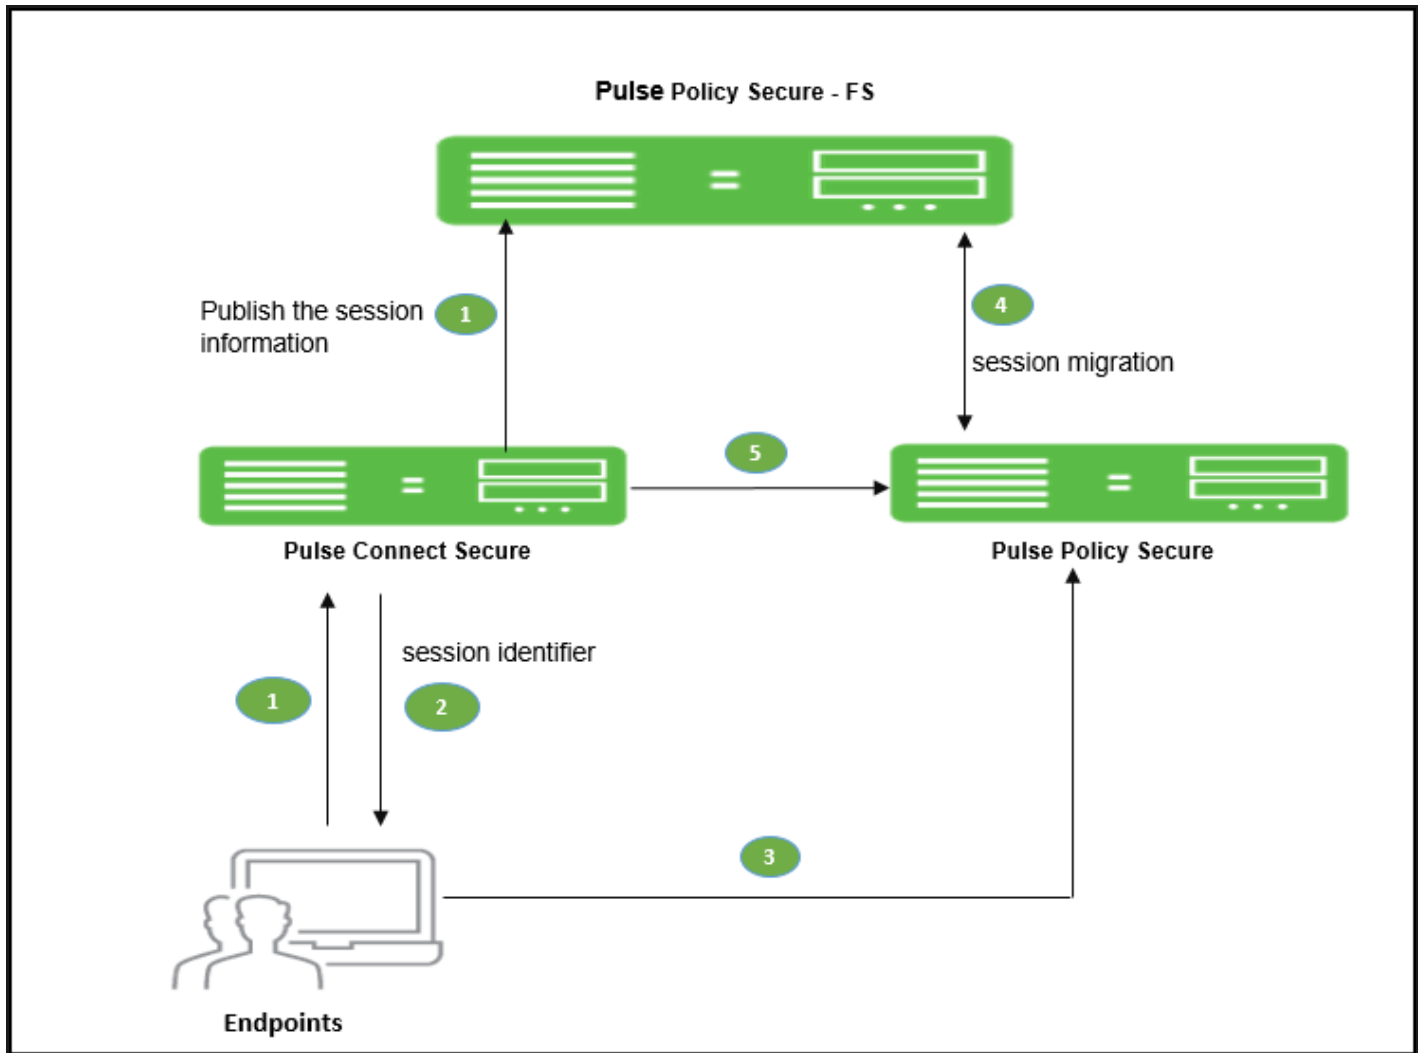 Pulse Policy Secure - FS
Publish the session
information
1
4
session migration
5
Pulse Connect Secure
Pulse Policy Secure
session identifier
1
2
3
Endpoints